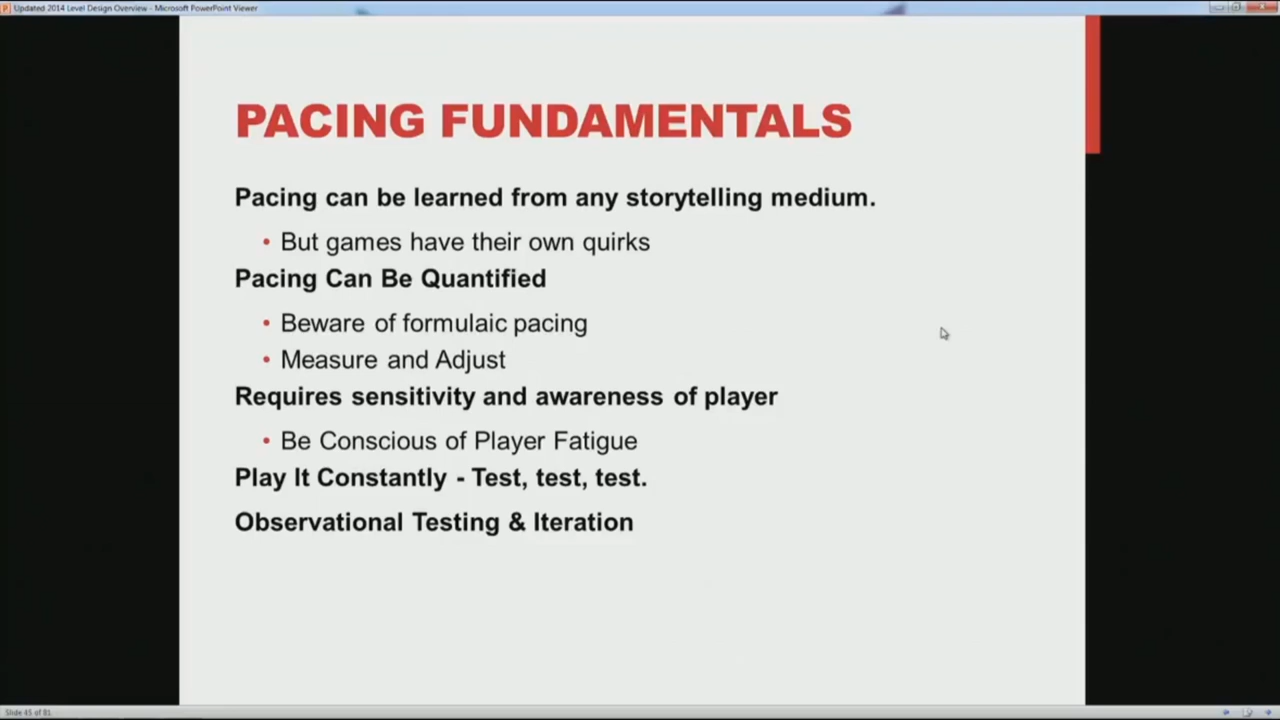 Updated 2014 Level Design Overview - Microsoft PowerPoint Viewer
PACING FUNDAMENTALS
Pacing can be learned from any storytelling medium.
• But games have their own quirks
Pacing Can Be Quantified
• Beware of formulaic pacing
• Measure and Adjust
Requires sensitivity and awareness of player
• Be Conscious of Player Fatigue
Play It Constantly - Test, test, test.
Observational Testing & Iteration
Slide 45 of 81